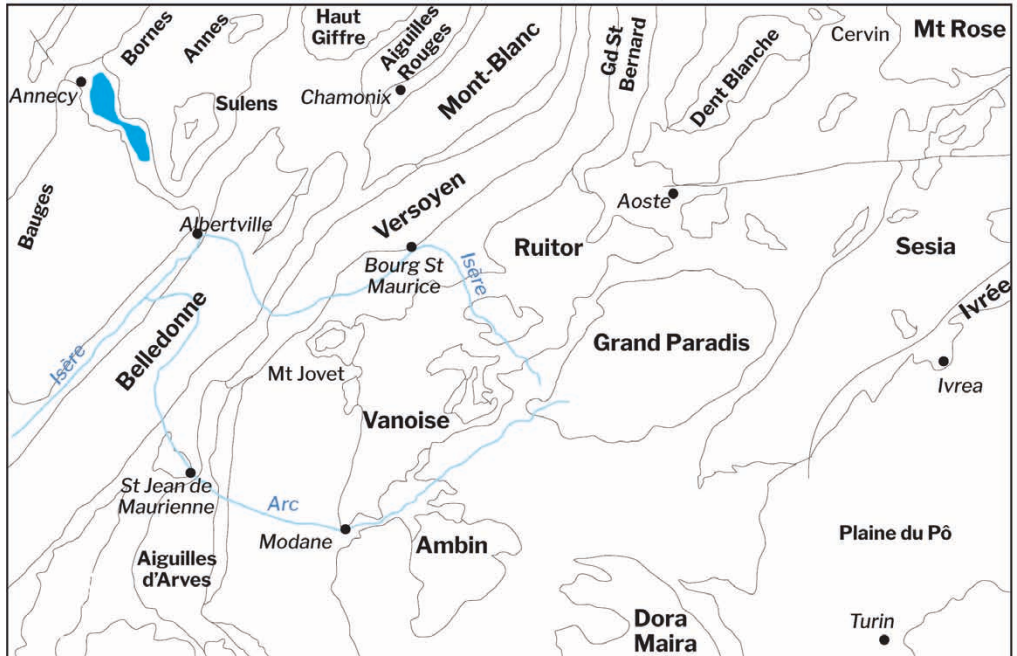 Haut
Giffre
Bornes
Annes
Aiguilles
Rouges
Mont-Blanc
Gd St
Bernard
Dent Blanche
Cervin
Mt Rose
Annecy
Sulens
Chamonix
Bauges
Albertville
Versoyen
Aoste
Bourg St
Maurice
Isère
Ruitor
Sesia
Ivrée
Belledonne
Isère
Mt Jovet
Grand Paradis
Ivrea
Vanoise
St Jean de
Maurienne
Arc
Modane
Ambin
Plaine du Pô
Aiguilles
d'Arves
Dora
Maira
Turin